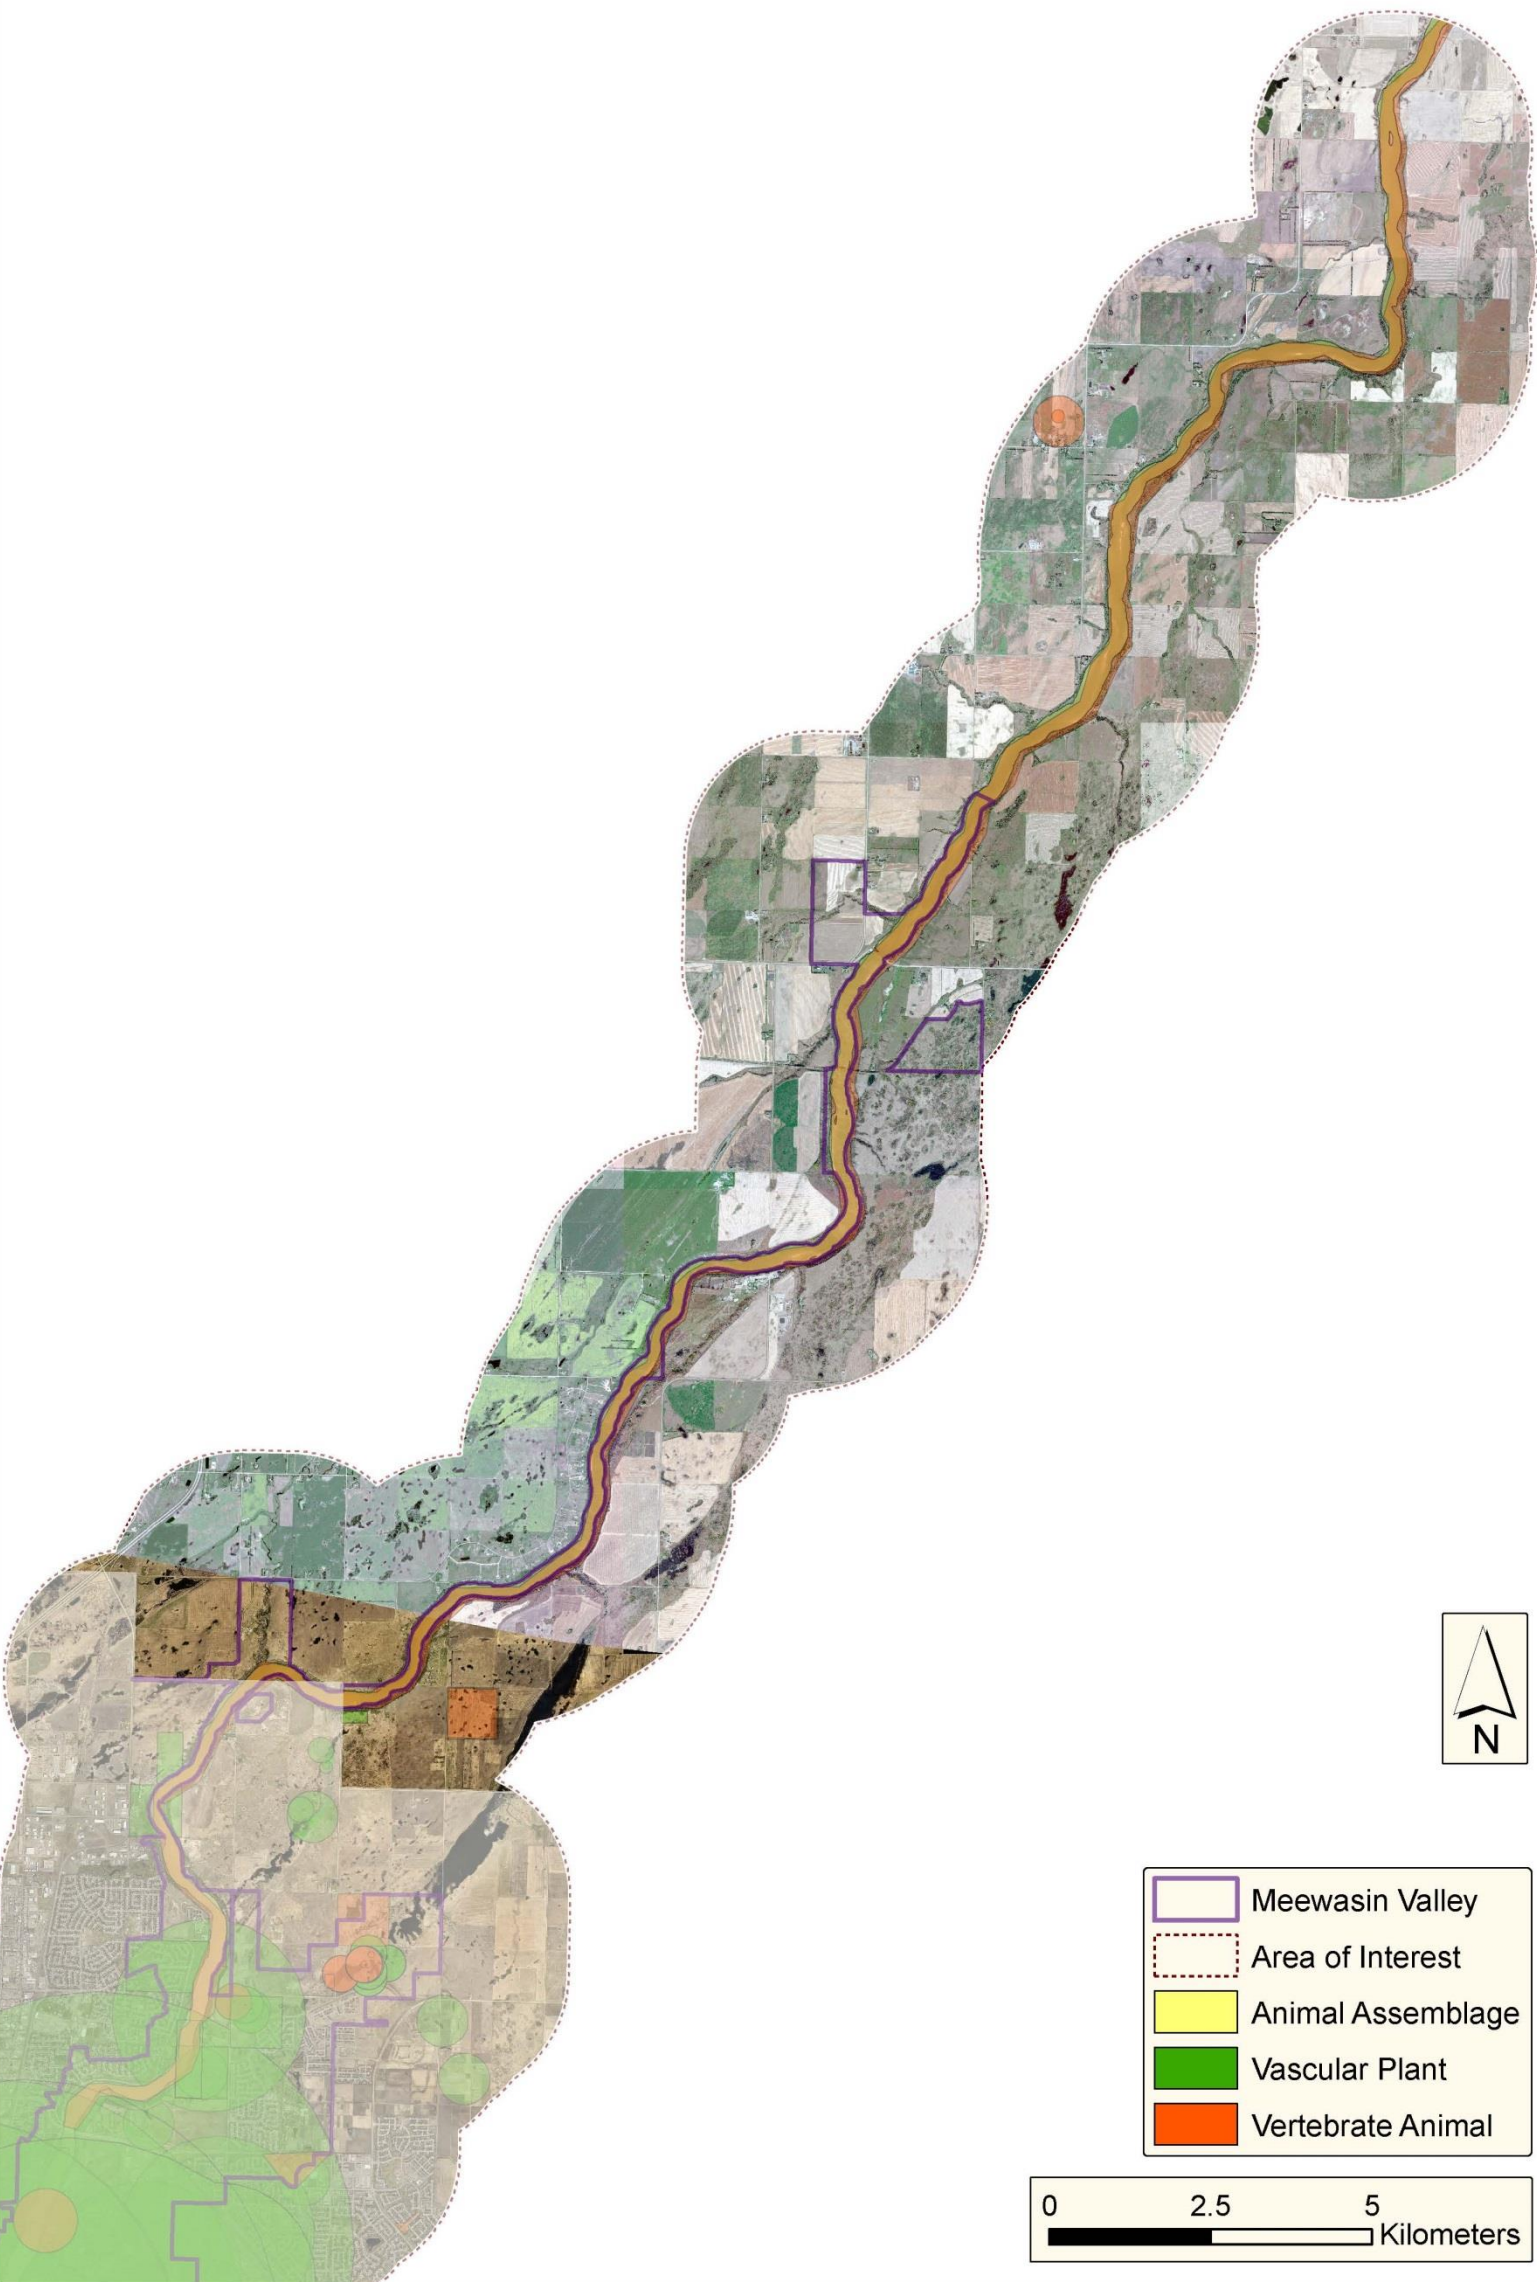 N
Meewasin Valley
Area of Interest
Animal Assemblage
Vascular Plant
Vertebrate Animal
0 2.5 5
Kilometers